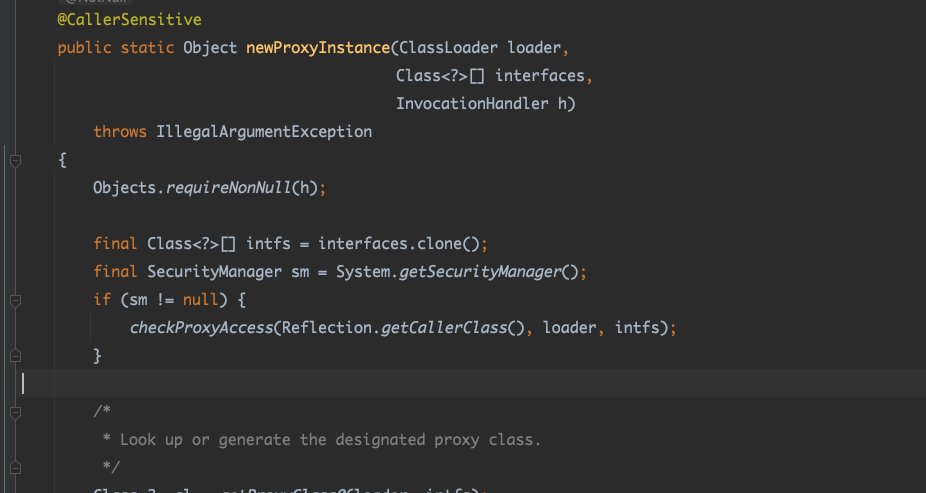 @NotNull
@CallerSensitive
public static Object newProxyInstance(ClassLoader loader,
Class<?>[] interfaces,
InvocationHandler h)
throws IllegalArgumentException
{
Objects.requireNonNull(h);
final Class<?>[] intfs = interfaces.clone();
final SecurityManager sm = System.getSecurityManager();
if (sm != null) {
checkProxyAccess(Reflection.getCallerClass(), loader, intfs);
}
/*
* Look up or generate the designated proxy class.
*/